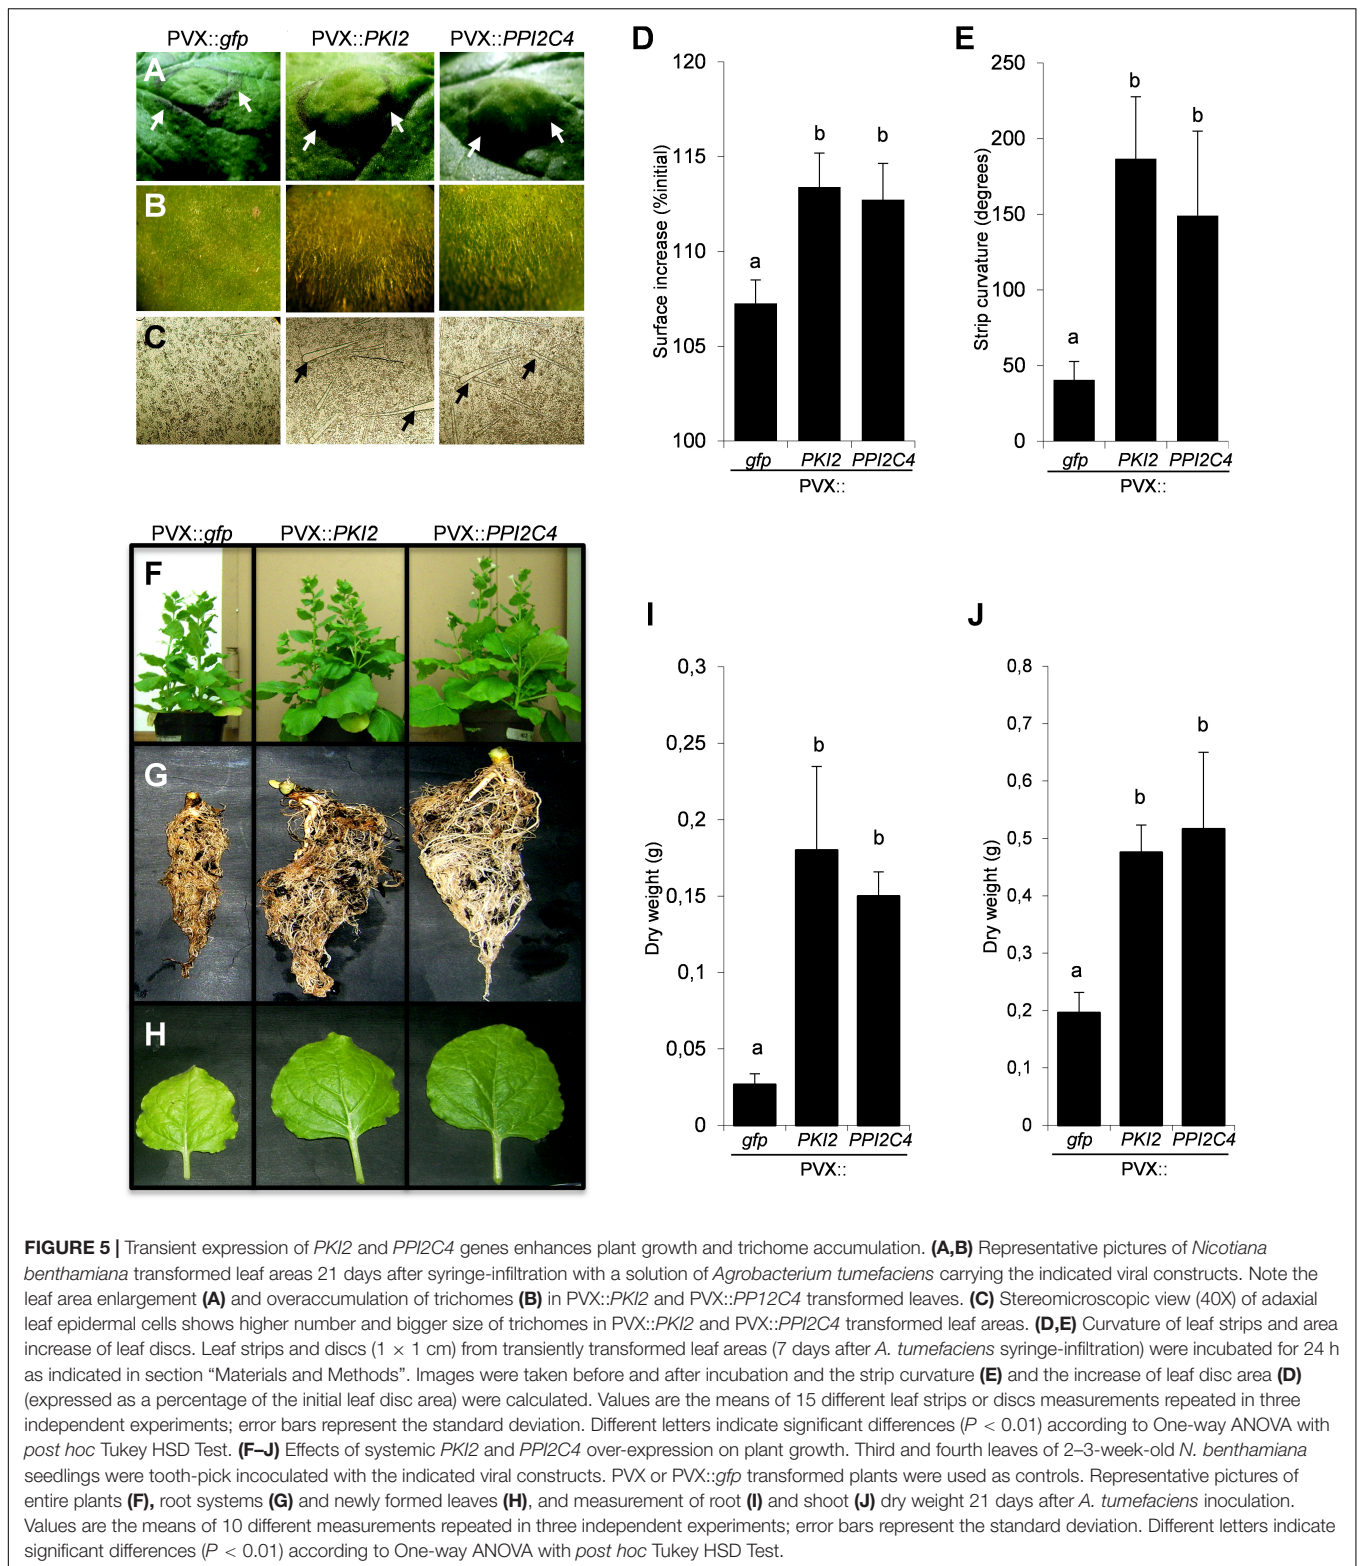 PVX::gfp PVX::PKI2 PVX::PPI2C4
A
B
C
D
120
115
110
105
100
Surface increase (%initial)
a
b
b
gfp PKI2 PPI2C4
PVX::
E
250
200
150
100
50
0
Strip curvature (degrees)
a
b
b
gfp PKI2 PPI2C4
PVX::
PVX::gfp PVX::PKI2 PVX::PPI2C4
F
G
H
I
0,3
0,25
0,2
0,15
0,1
0,05
0
Dry weight (g)
a
b
b
gfp PKI2 PPI2C4
PVX::
J
0,8
0,7
0,6
0,5
0,4
0,3
0,2
0,1
0
Dry weight (g)
a
b
b
gfp PKI2 PPI2C4
PVX::
FIGURE 5 | Transient expression of PKI2 and PPI2C4 genes enhances plant growth and trichome accumulation. (A,B) Representative pictures of Nicotiana
benthamiana transformed leaf areas 21 days after syringe-infiltration with a solution of Agrobacterium tumefaciens carrying the indicated viral constructs. Note the
leaf area enlargement (A) and overaccumulation of trichomes (B) in PVX::PKI2 and PVX::PP12C4 transformed leaves. (C) Stereomicroscopic view (40X) of adaxial
leaf epidermal cells shows higher number and bigger size of trichomes in PVX::PKI2 and PVX::PPI2C4 transformed leaf areas. (D,E) Curvature of leaf strips and area
increase of leaf discs. Leaf strips and discs (1 × 1 cm) from transiently transformed leaf areas (7 days after A. tumefaciens syringe-infiltration) were incubated for 24 h
as indicated in section “Materials and Methods”. Images were taken before and after incubation and the strip curvature (E) and the increase of leaf disc area (D)
(expressed as a percentage of the initial leaf disc area) were calculated. Values are the means of 15 different leaf strips or discs measurements repeated in three
independent experiments; error bars represent the standard deviation. Different letters indicate significant differences (P < 0.01) according to One-way ANOVA with
post hoc Tukey HSD Test. (F–J) Effects of systemic PKI2 and PPI2C4 over-expression on plant growth. Third and fourth leaves of 2–3-week-old N. benthamiana
seedlings were tooth-pick incoculated with the indicated viral constructs. PVX or PVX::gfp transformed plants were used as controls. Representative pictures of
entire plants (F), root systems (G) and newly formed leaves (H), and measurement of root (I) and shoot (J) dry weight 21 days after A. tumefaciens inoculation.
Values are the means of 10 different measurements repeated in three independent experiments; error bars represent the standard deviation. Different letters indicate
significant differences (P < 0.01) according to One-way ANOVA with post hoc Tukey HSD Test.